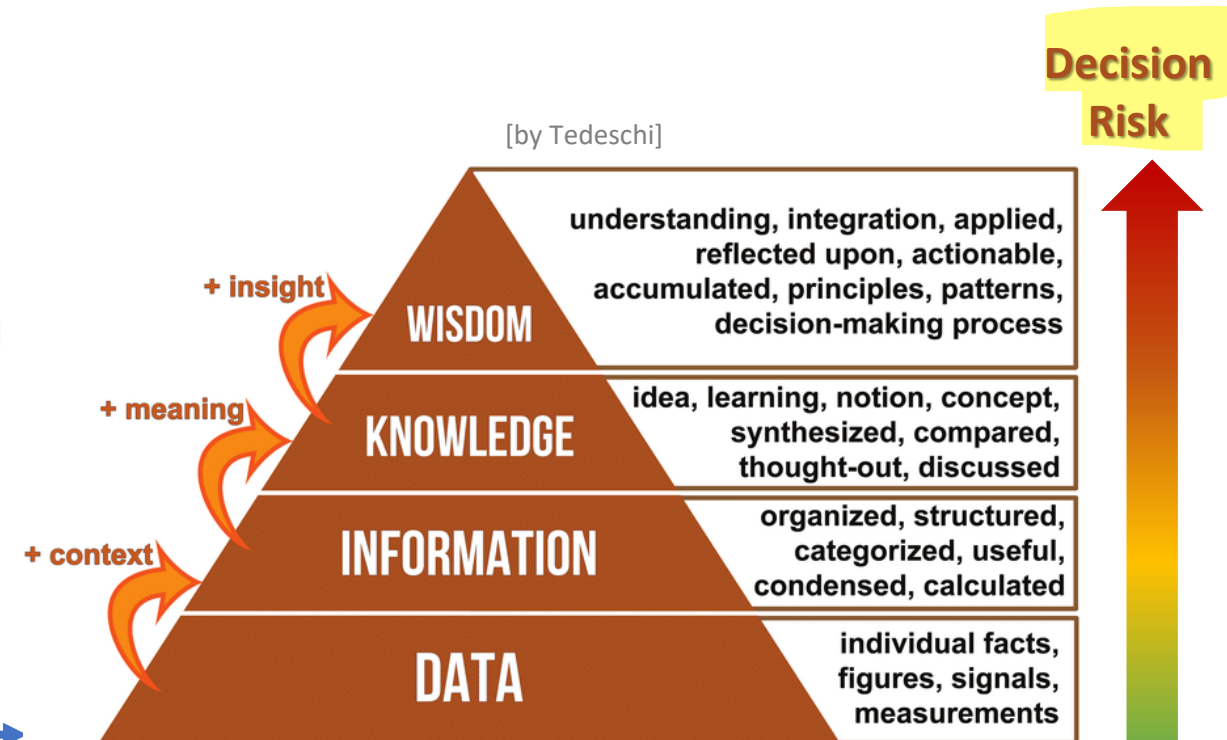 Decision
Risk
[by Tedeschi]
understanding, integration, applied,
reflected upon, actionable,
accumulated, principles, patterns,
decision-making process
+ insight
WISDOM
idea, learning, notion, concept,
synthesized, compared,
thought-out, discussed
+ meaning
KNOWLEDGE
organized, structured,
categorized, useful,
condensed, calculated
+ context
INFORMATION
individual facts,
figures, signals,
measurements
DATA